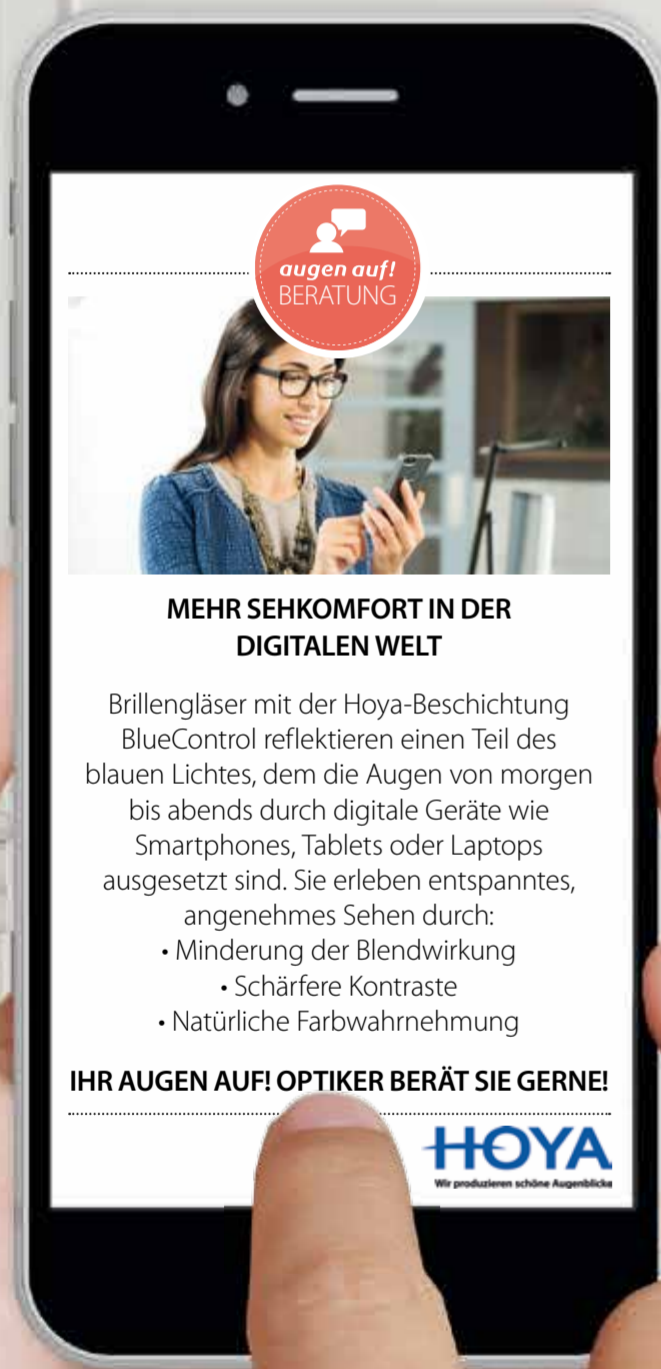 augen auf!
BERATUNG
MEHR SEHKOMFORT IN DER
DIGITALEN WELT
Brillengläser mit der Hoya-Beschichtung
BlueControl reflektieren einen Teil des
blauen Lichtes, dem die Augen von morgen
bis abends durch digitale Geräte wie
Smartphones, Tablets oder Laptops
ausgesetzt sind. Sie erleben entspanntes,
angenehmes Sehen durch:
• Minderung der Blendwirkung
• Schärfere Kontraste
• Natürliche Farbwahrnehmung
IHR AUGEN AUF! OPTIKER BERÄT SIE GERNE!
HOYA
Wir produzieren schöne Augenblicke